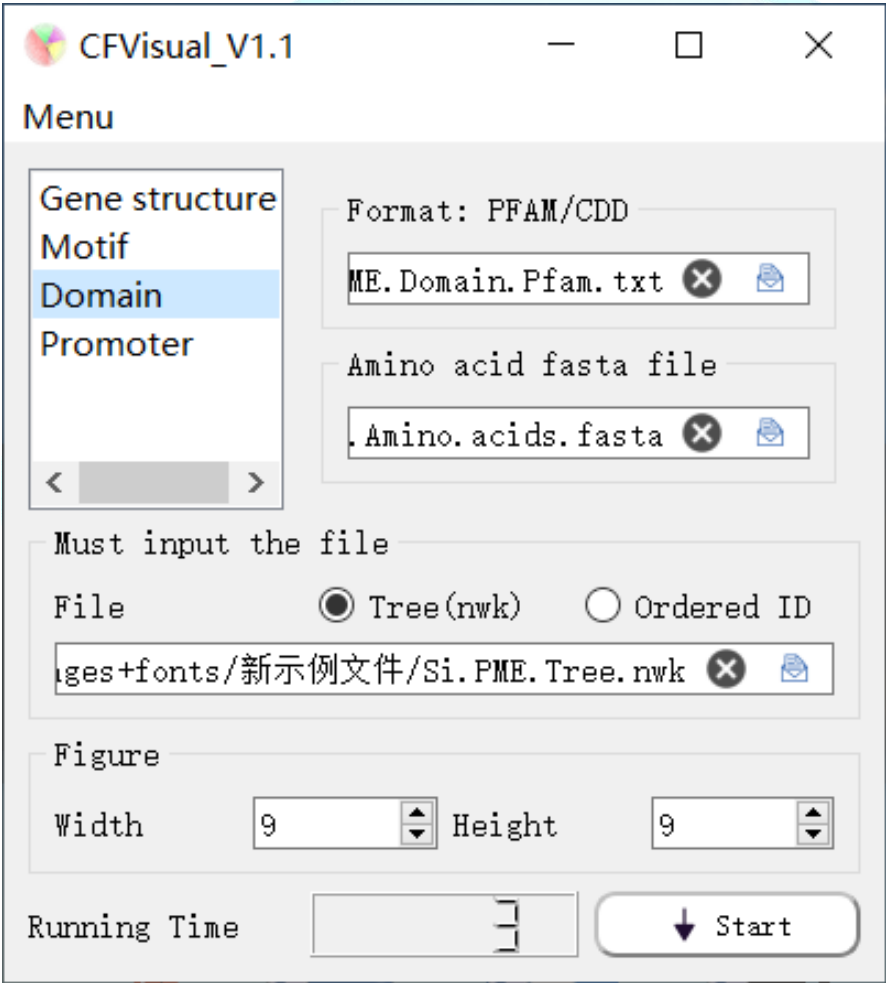 CFVisual_V1.1
Menu
Gene structure
Motif
Domain
Promoter
Format: PFAM/CDD
ME.Domain.Pfam.txt
Amino acid fasta file
.Amino.acids.fasta
Must input the file
File Tree(nwk) Ordered ID
ges+fonts/新示例文件/Si.PME.Tree.nwk
Figure
Width 9 Height 9
Running Time 3 Start